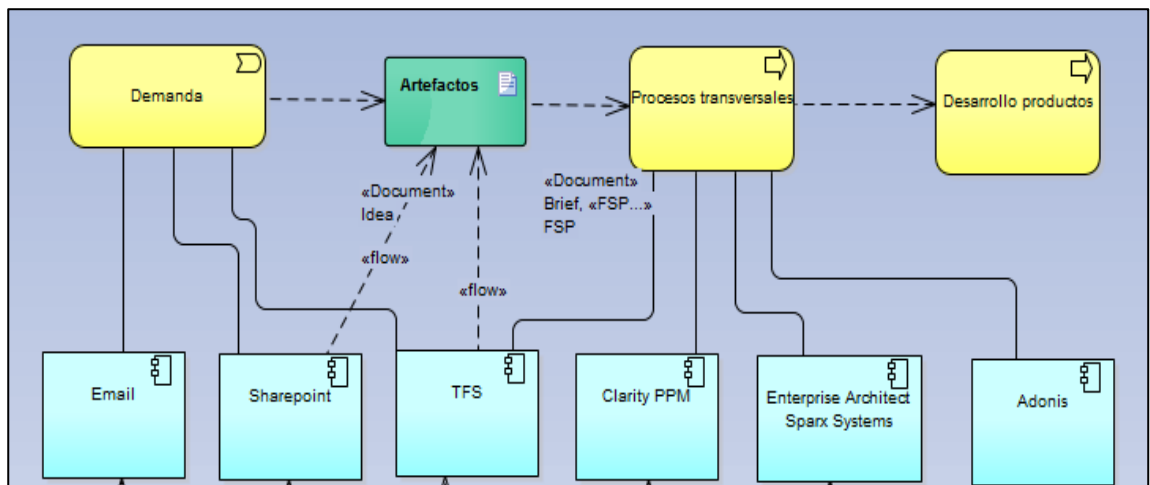 Demanda
Artefactos
Procesos transversales
Desarrollo productos
«Document»
Idea
«flow»
«flow»
«Document»
Brief, «FSP...»
FSP
Email
Sharepoint
TFS
Clarity PPM
Enterprise Architect
Sparx Systems
Adonis